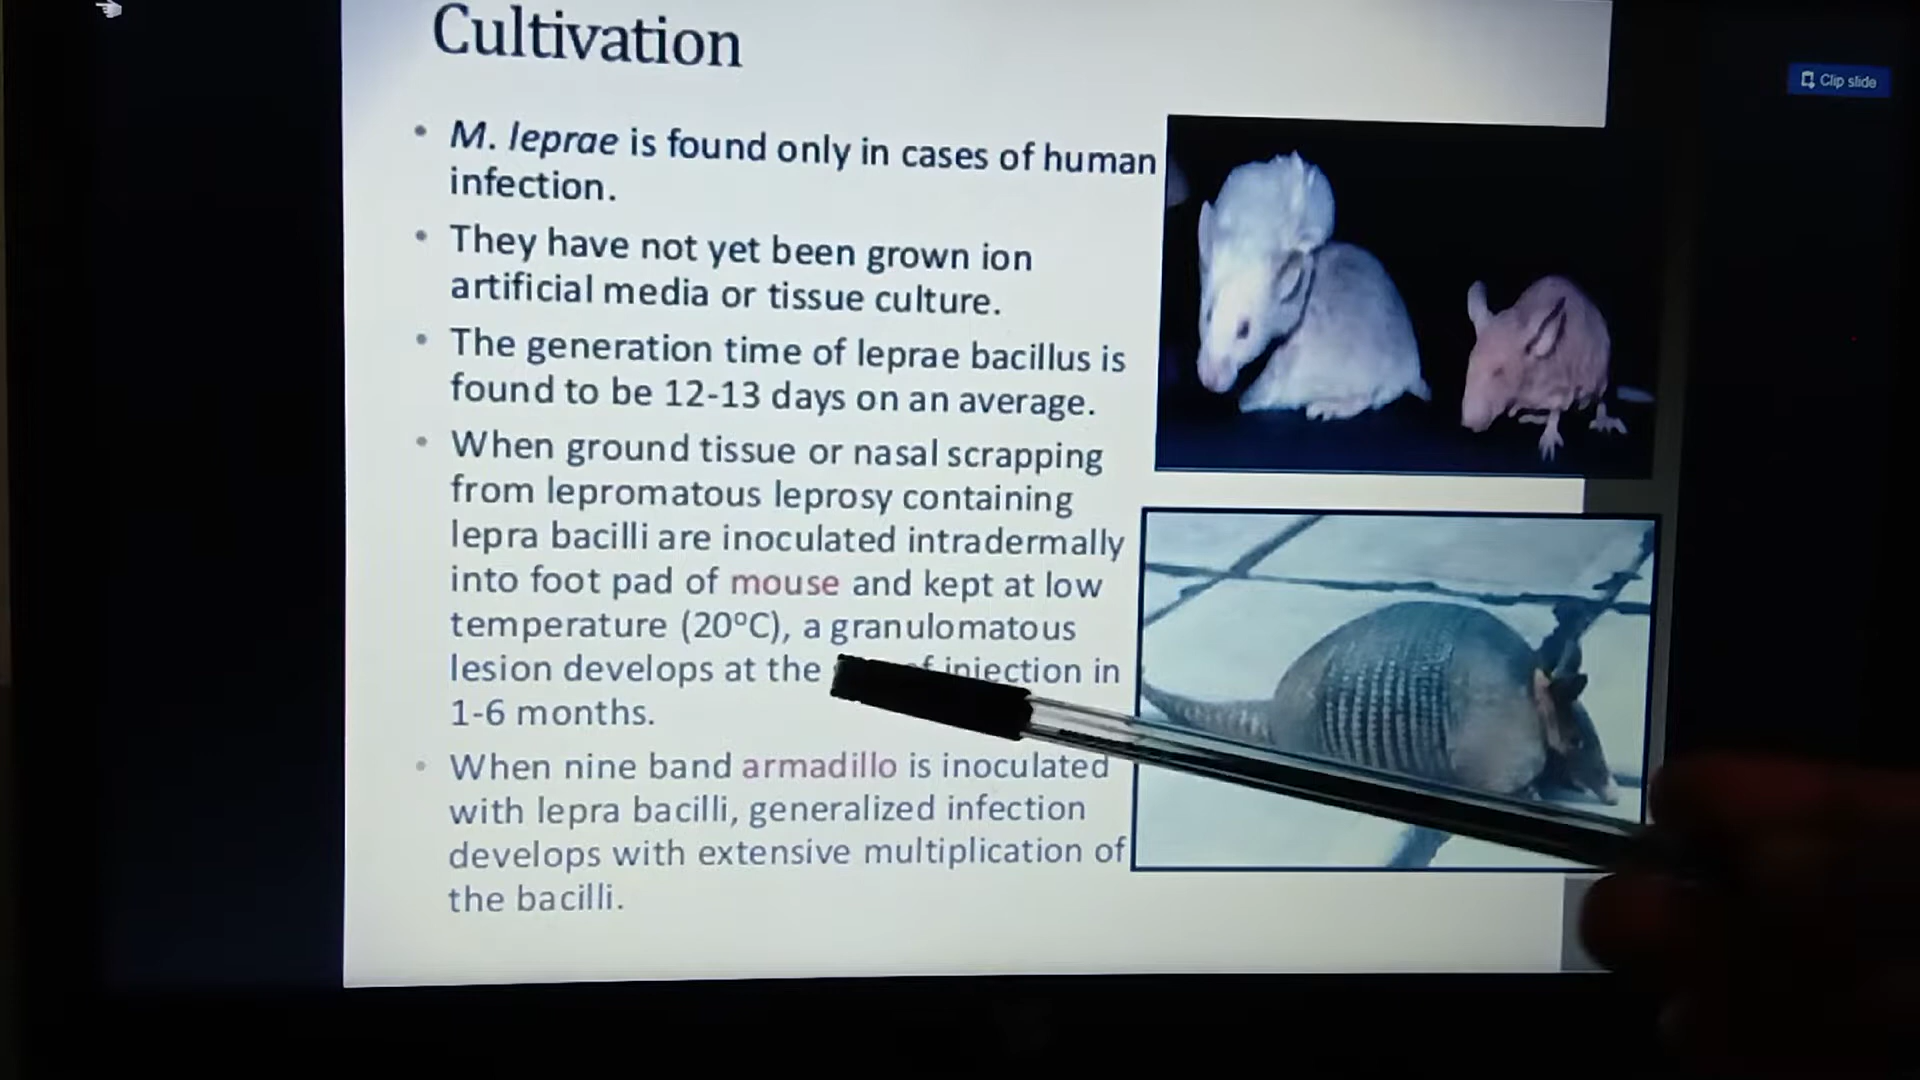 Cultivation
Clip slide
• M. leprae is found only in cases of human
infection.
• They have not yet been grown ion
artificial media or tissue culture.
• The generation time of leprae bacillus is
found to be 12-13 days on an average.
• When ground tissue or nasal scrapping
from lepromatous leprosy containing
lepra bacilli are inoculated intradermally
into foot pad of mouse and kept at low
temperature (20°C), a granulomatous
lesion develops at the of injection in
1-6 months.
• When nine band armadillo is inoculated
with lepra bacilli, generalized infection
develops with extensive multiplication of
the bacilli.